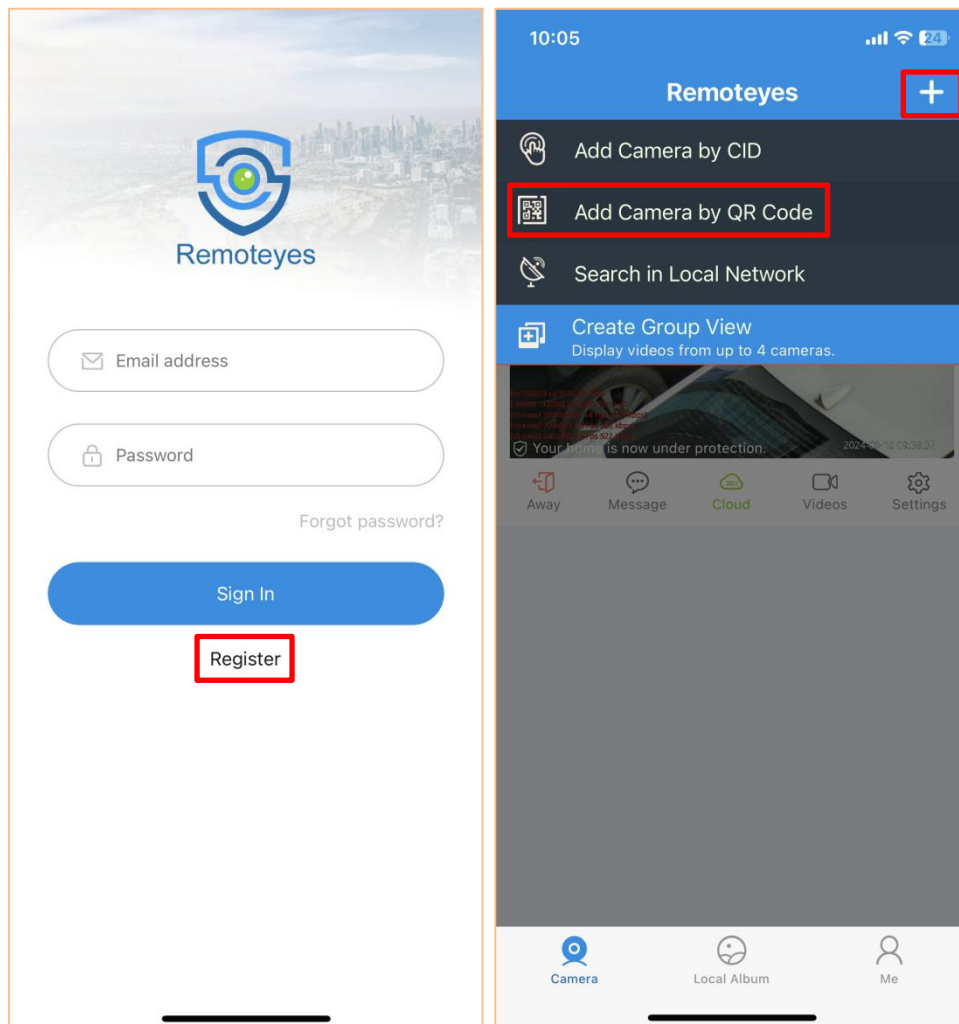 Remoteyes
Email address
Password
Forgot password?
Sign In
Register
10:05
24
Remoteyes
Add Camera by CID
Add Camera by QR Code
Search in Local Network
Create Group View
Display videos from up to 4 cameras.
Your home is now under protection.
Away
Message
Cloud
Videos
Settings
Camera
Local Album
Me